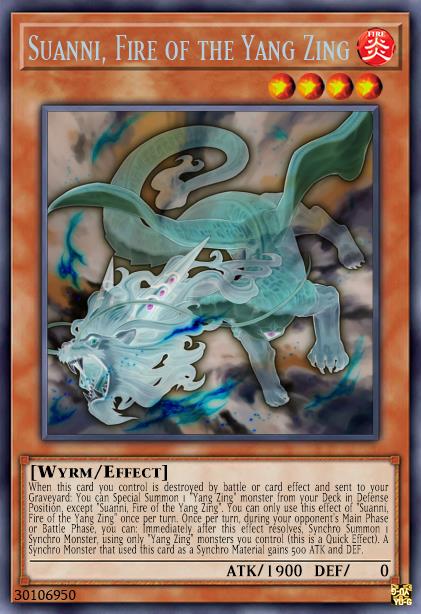 SUANNI, FIRE OF THE YANG ZING
FIRE
炎
[WYRM/EFFECT]
When this card you control is destroyed by battle or card effect and sent to your
Graveyard: You can Special Summon 1 "Yang Zing" monster from your Deck in Defense
Position, except "Suanni, Fire of the Yang Zing". You can only use this effect of "Suanni,
Fire of the Yang Zing" once per turn. Once per turn, during your opponent's Main Phase
or Battle Phase, you can: Immediately after this effect resolves, Synchro Summon 1
Synchro Monster, using only "Yang Zing" monsters you control (this is a Quick Effect). A
Synchro Monster that used this card as a Synchro Material gains 500 ATK and DEF.
ATK/1900 DEF/ 0
30106950